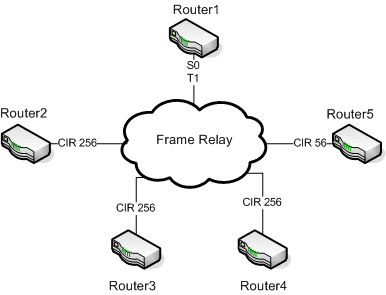 Router1
S0
T1
Router2
Router5
Frame Relay
CIR 256
CIR 56
CIR 256
CIR 256
Router3
Router4